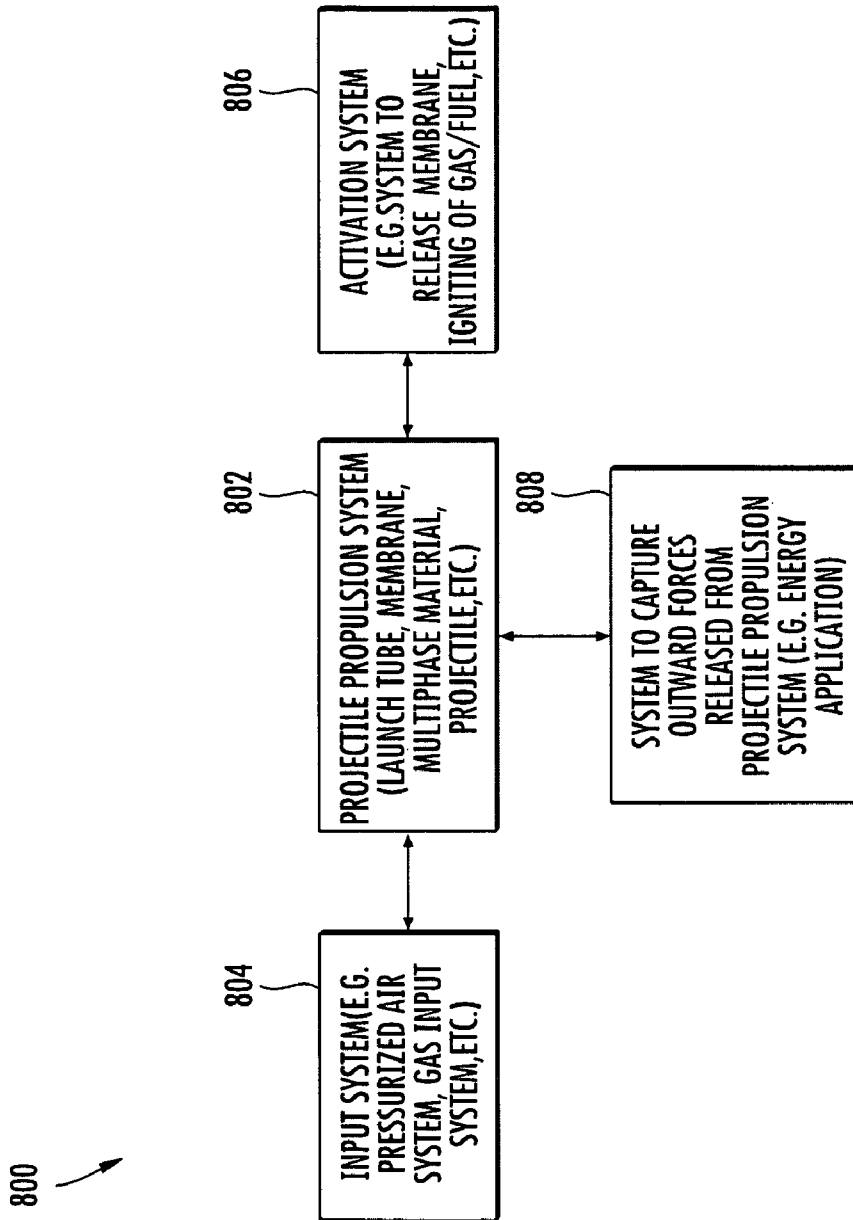 800
804
INPUT SYSTEM(E.G.
PRESSURIZED AIR
SYSTEM, GAS INPUT
SYSTEM,ETC.)
802
PROJECTILE PROPULSION SYSTEM
(LAUNCH TUBE, MEMBRANE,
MULTIPHASE MATERIAL,
PROJECTILE,ETC.)
806
ACTIVATION SYSTEM
(E.G.SYSTEM TO
RELEASE MEMBRANE,
IGNITING OF GAS/FUEL,ETC.)
808
SYSTEM TO CAPTURE
OUTWARD FORCES
RELEASED FROM
PROJECTILE PROPULSION
SYSTEM (E.G. ENERGY
APPLICATION)